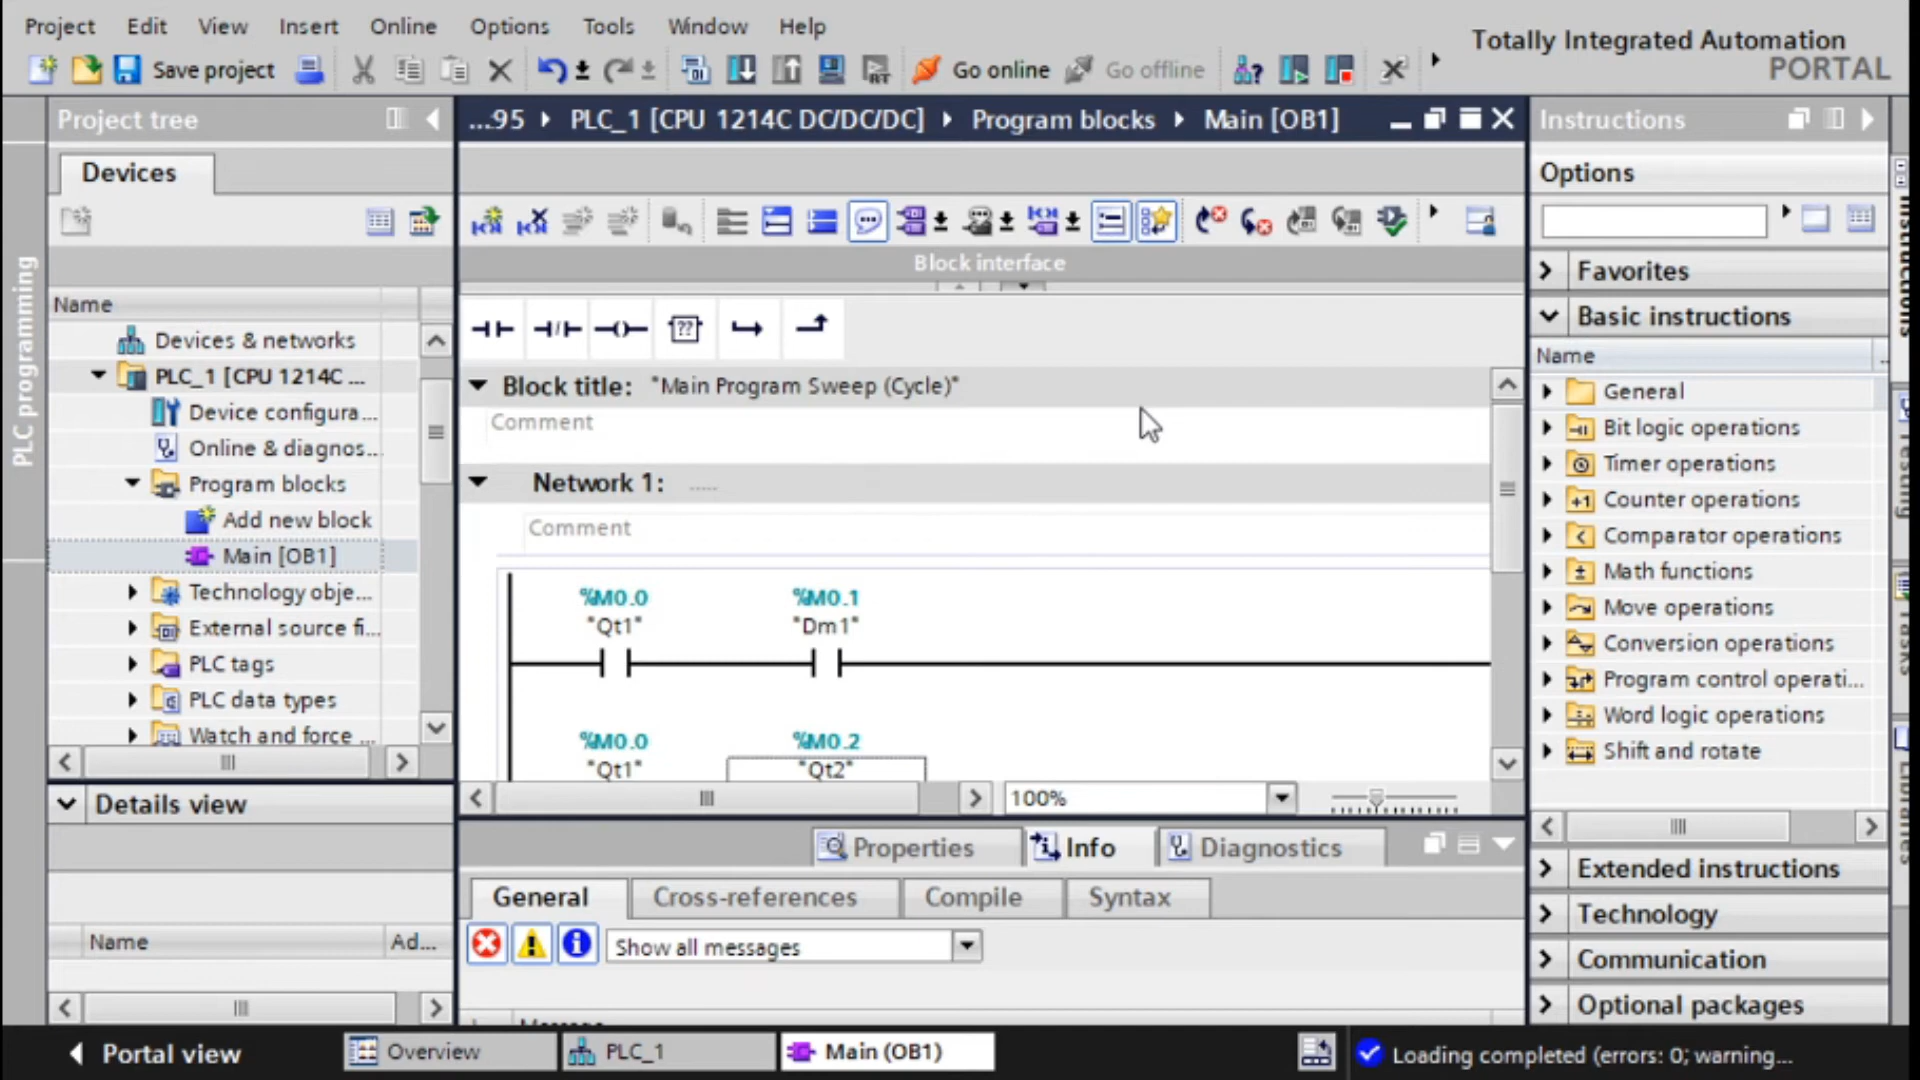 Project Edit View Insert Online Options Tools Window Help
Totally Integrated Automation
PORTAL
Save project
Go online
Go offline
Project tree
...95 PLC_1 [CPU 1214C DC/DC/DC] Program blocks Main [OB1]
Instructions
PLC programming
Devices
Options
Block interface
Name
Devices & networks
PLC_1 [CPU 1214C ...
Device configura...
Online & diagnos...
Program blocks
Add new block
Main [OB1]
Technology obje...
External source fi...
PLC tags
PLC data types
Watch and force ...
Details view
Name
Ad...
??
Block title: "Main Program Sweep (Cycle)"
Comment
Network 1: .....
Comment
%M0.0 %M0.1
"Qt1" "Dm1"
%M0.0 %M0.2
"Qt1" "Qt2"
100%
Properties Info Diagnostics
General Cross-references Compile Syntax
Show all messages
Favorites
Basic instructions
Name
..
General
Bit logic operations
Timer operations
Counter operations
Comparator operations
Math functions
Move operations
Conversion operations
Program control operati...
Word logic operations
Shift and rotate
Extended instructions
Technology
Communication
Optional packages
Instructions
Testing
Tasks
Libraries
Portal view
Overview
PLC_1
Main (OB1)
Loading completed (errors: 0; warning...